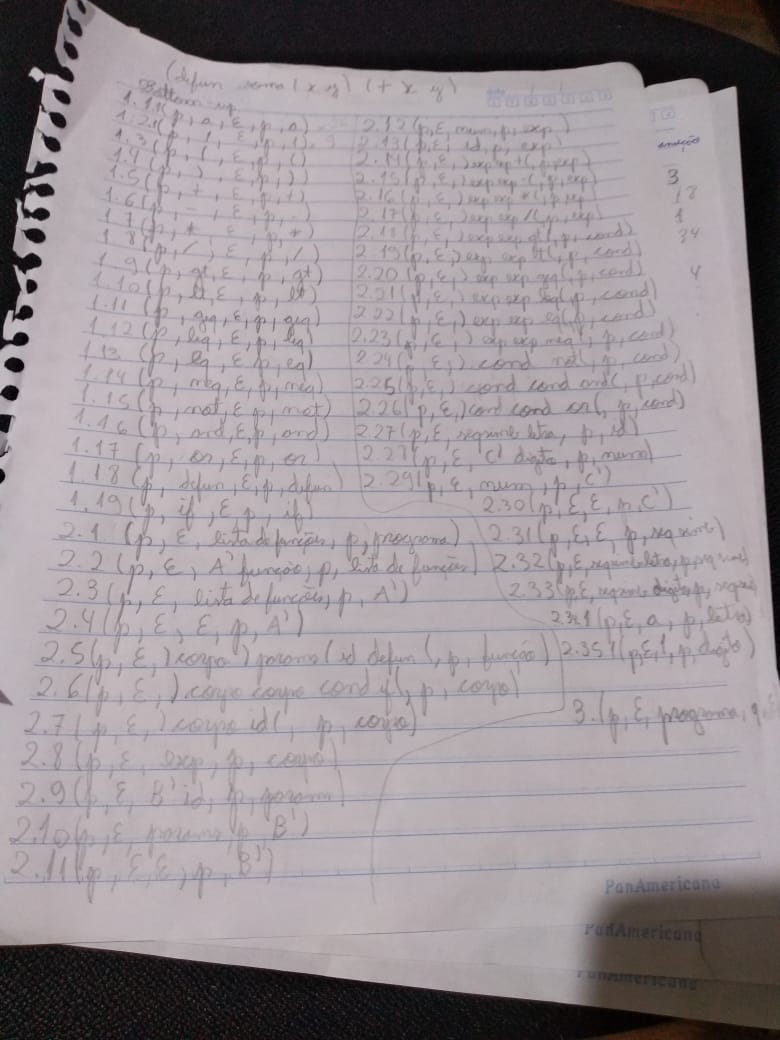 (defun soma (x y) (+ x y)
Bottom-up
1.1.1 (p, a, ε, p, a)
1.2.1 (p, 1, ε, p, 1)
1.3 (p, (, ε, p, ()
1.4 (p, ), ε, p, ))
1.5 (p, +, ε, p, +)
1.6 (p, -, ε, p, -)
1.7 (p, *, ε, p, *)
1.8 (p, /, ε, p, /)
1.9 (p, gt, ε, p, gt)
1.10 (p, lt, ε, p, lt)
1.11 (p, geq, ε, p, geq)
1.12 (p, leq, ε, p, leq)
1.13 (p, eq, ε, p, eq)
1.14 (p, neq, ε, p, neq)
1.15 (p, not, ε, p, not)
1.16 (p, and, ε, p, and)
1.17 (p, or, ε, p, or)
1.18 (p, defun, ε, p, defun)
1.19 (p, if, ε, p, if)
2.1 (p, ε, lista de funções, p, programa)
2.2 (p, ε, A' função, p, lista de funções)
2.3 (p, ε, lista de funções, p, A')
2.4 (p, ε, ε, p, A')
2.5 (p, ε, ) corpo ) params ( id defun (, p, função)
2.6 (p, ε, ) corpo corpo cond if (, p, corpo)
2.7 (p, ε, ) corpo id (, p, corpo)
2.8 (p, ε, exp, p, corpo)
2.9 (p, ε, B' id, p, params)
2.10 (p, ε, params, p, B')
2.11 (p, ε, ε, p, B')
2.12 (p, ε, num, p, exp)
2.13 (p, ε, id, p, exp)
2.14 (p, ε, ) exp exp + (, p, exp)
2.15 (p, ε, ) exp exp - (, p, exp)
2.16 (p, ε, ) exp exp * (, p, exp)
2.17 (p, ε, ) exp exp / (, p, exp)
2.18 (p, ε, ) exp exp gt (, p, cond)
2.19 (p, ε, ) exp exp lt (, p, cond)
2.20 (p, ε, ) exp exp geq (, p, cond)
2.21 (p, ε, ) exp exp leq (, p, cond)
2.22 (p, ε, ) exp exp eq (, p, cond)
2.23 (p, ε, ) exp exp neq (, p, cond)
2.24 (p, ε, ) cond not (, p, cond)
2.25 (p, ε, ) cond cond and (, p, cond)
2.26 (p, ε, ) cond cond or (, p, cond)
2.27 (p, ε, letra, p, id)
2.28 (p, ε, C' digito, p, num)
2.29 (p, ε, num, p, C')
2.30 (p, ε, ε, p, C')
2.31 (p, ε, ε, p,
2.32 (p, ε,
2.33 (p, ε,
2.34.1 (p, ε, a, p, letra)
2.35.1 (p, ε, 1, p, digito)
3. (p, ε, programa, q,
3
18
1
34
4
PanAmericana
PanAmericana
PanAmericana